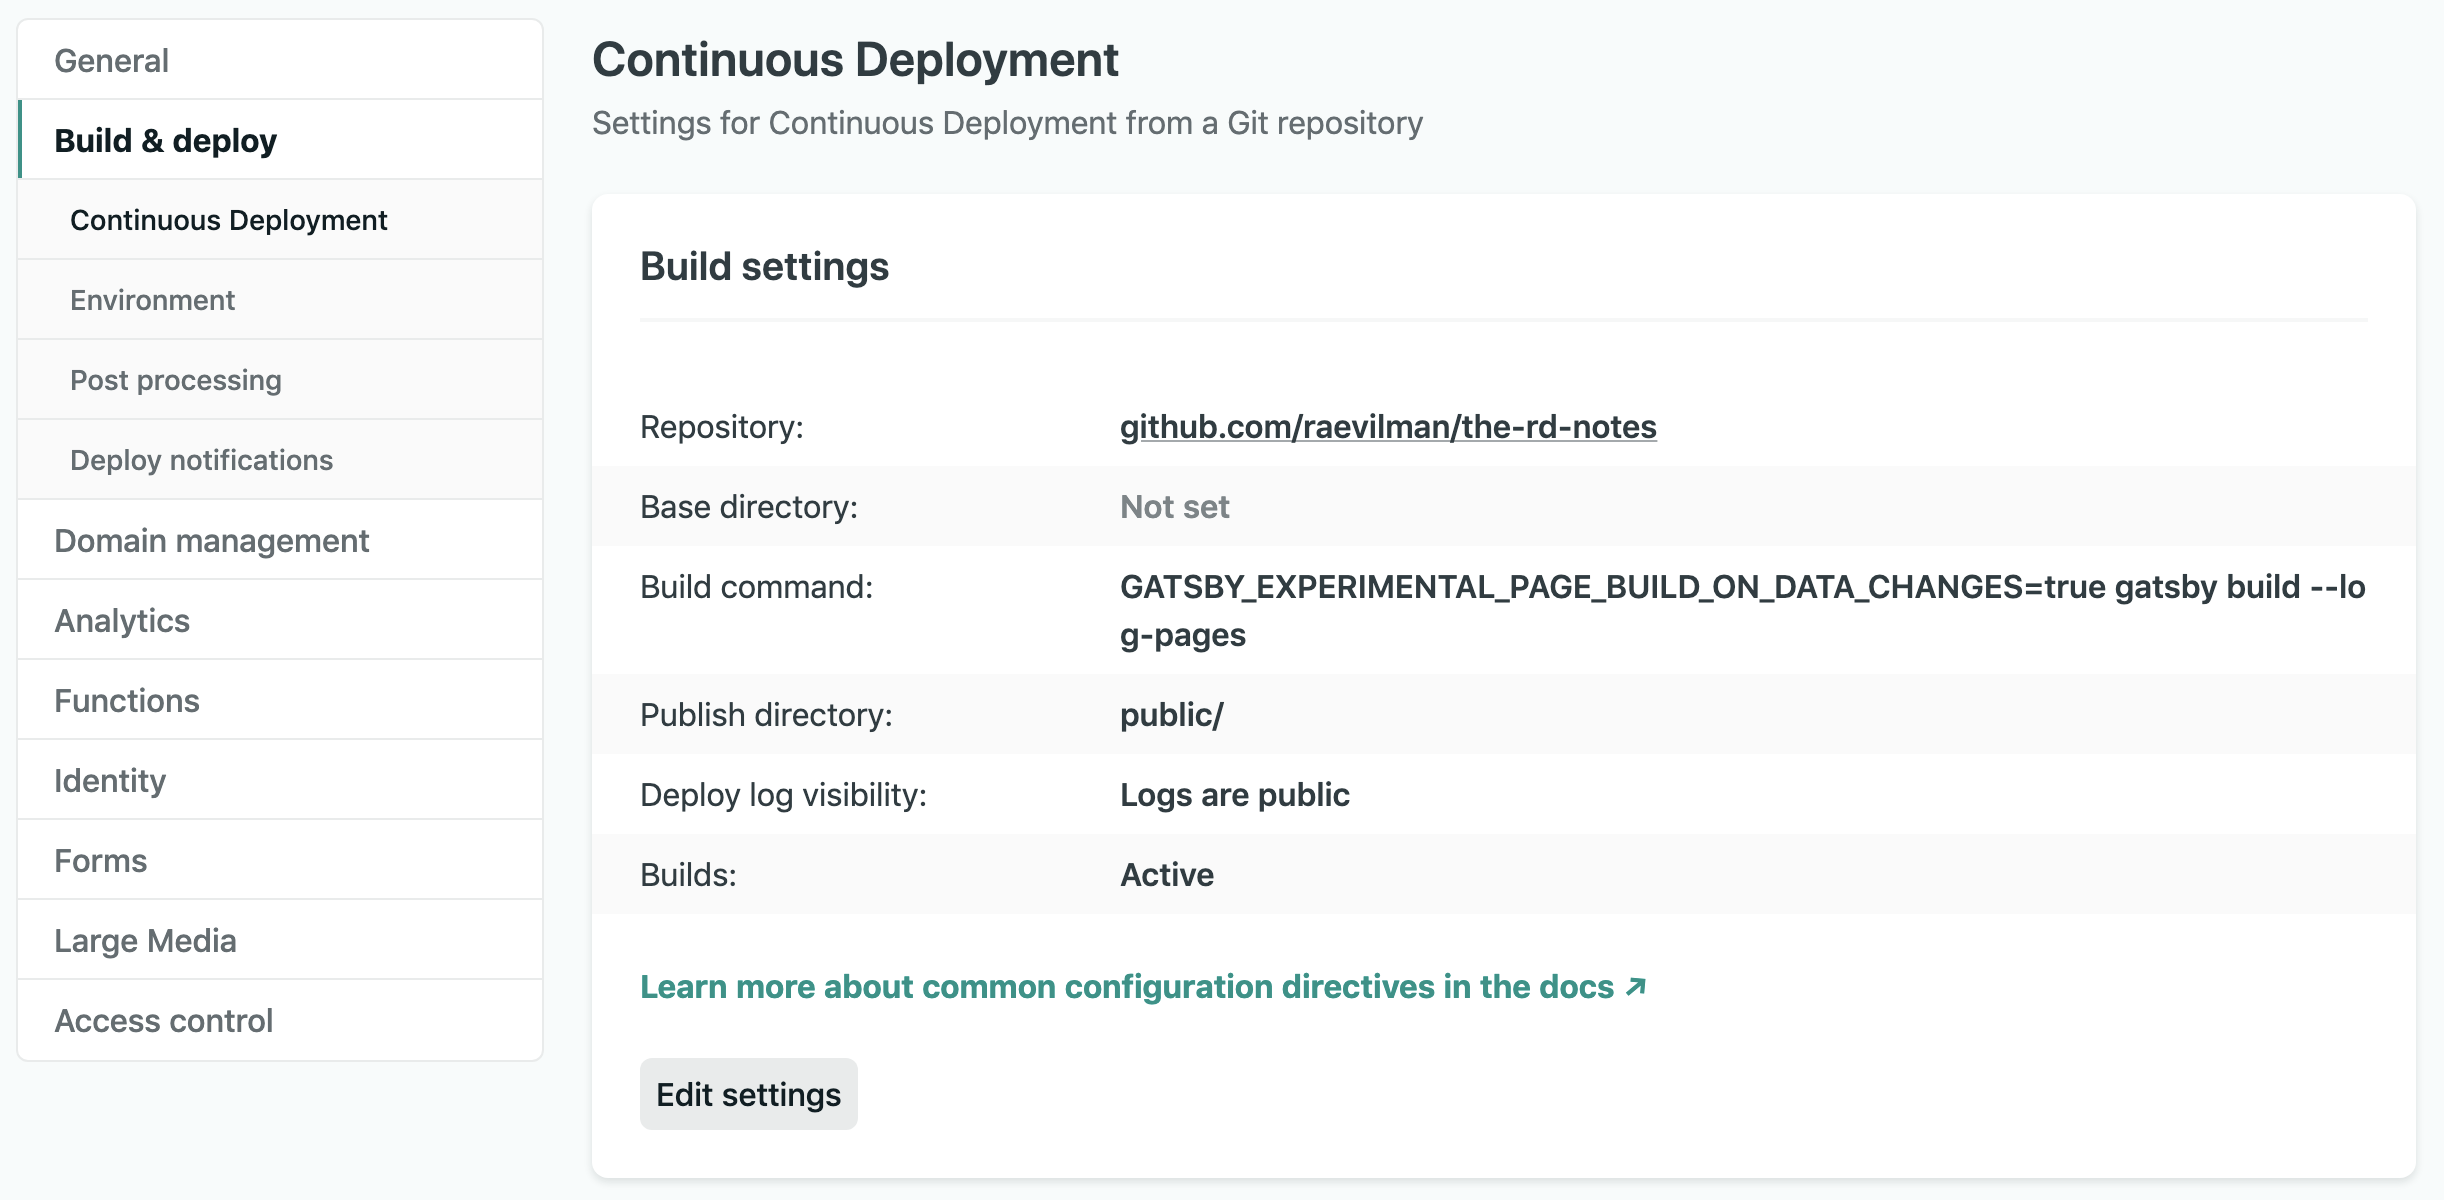 General
Build & deploy
Continuous Deployment
Environment
Post processing
Deploy notifications
Domain management
Analytics
Functions
Identity
Forms
Large Media
Access control
Continuous Deployment
Settings for Continuous Deployment from a Git repository
Build settings
Repository: github.com/raevilman/the-rd-notes
Base directory: Not set
Build command: GATSBY_EXPERIMENTAL_PAGE_BUILD_ON_DATA_CHANGES=true gatsby build --lo
g-pages
Publish directory: public/
Deploy log visibility: Logs are public
Builds: Active
Learn more about common configuration directives in the docs ↗
Edit settings